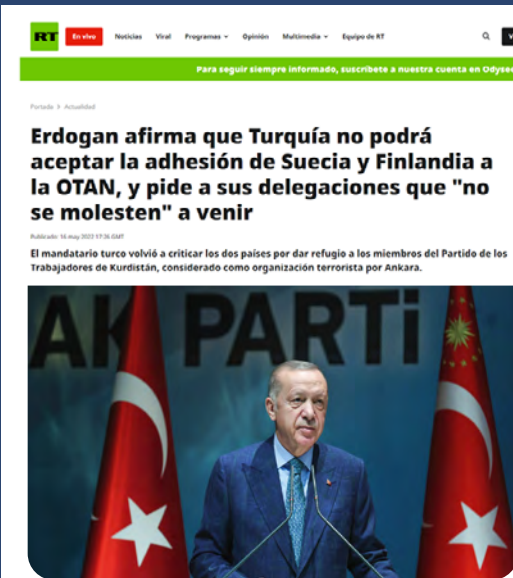 RT
En vivo
Noticias
Viral
Programas
Opinión
Multimedia
Equipo de RT
Para seguir siempre informado, suscríbete a nuestra cuenta en Odyse
Portada > Actualidad
Erdogan afirma que Turquía no podrá
aceptar la adhesión de Suecia y Finlandia a
la OTAN, y pide a sus delegaciones que "no
se molesten" a venir
Publicado: 16 may 2022 17:36 GMT
El mandatario turco volvió a criticar los dos países por dar refugio a los miembros del Partido de los
Trabajadores de Kurdistán, considerado como organización terrorista por Ankara.
AK PARTi